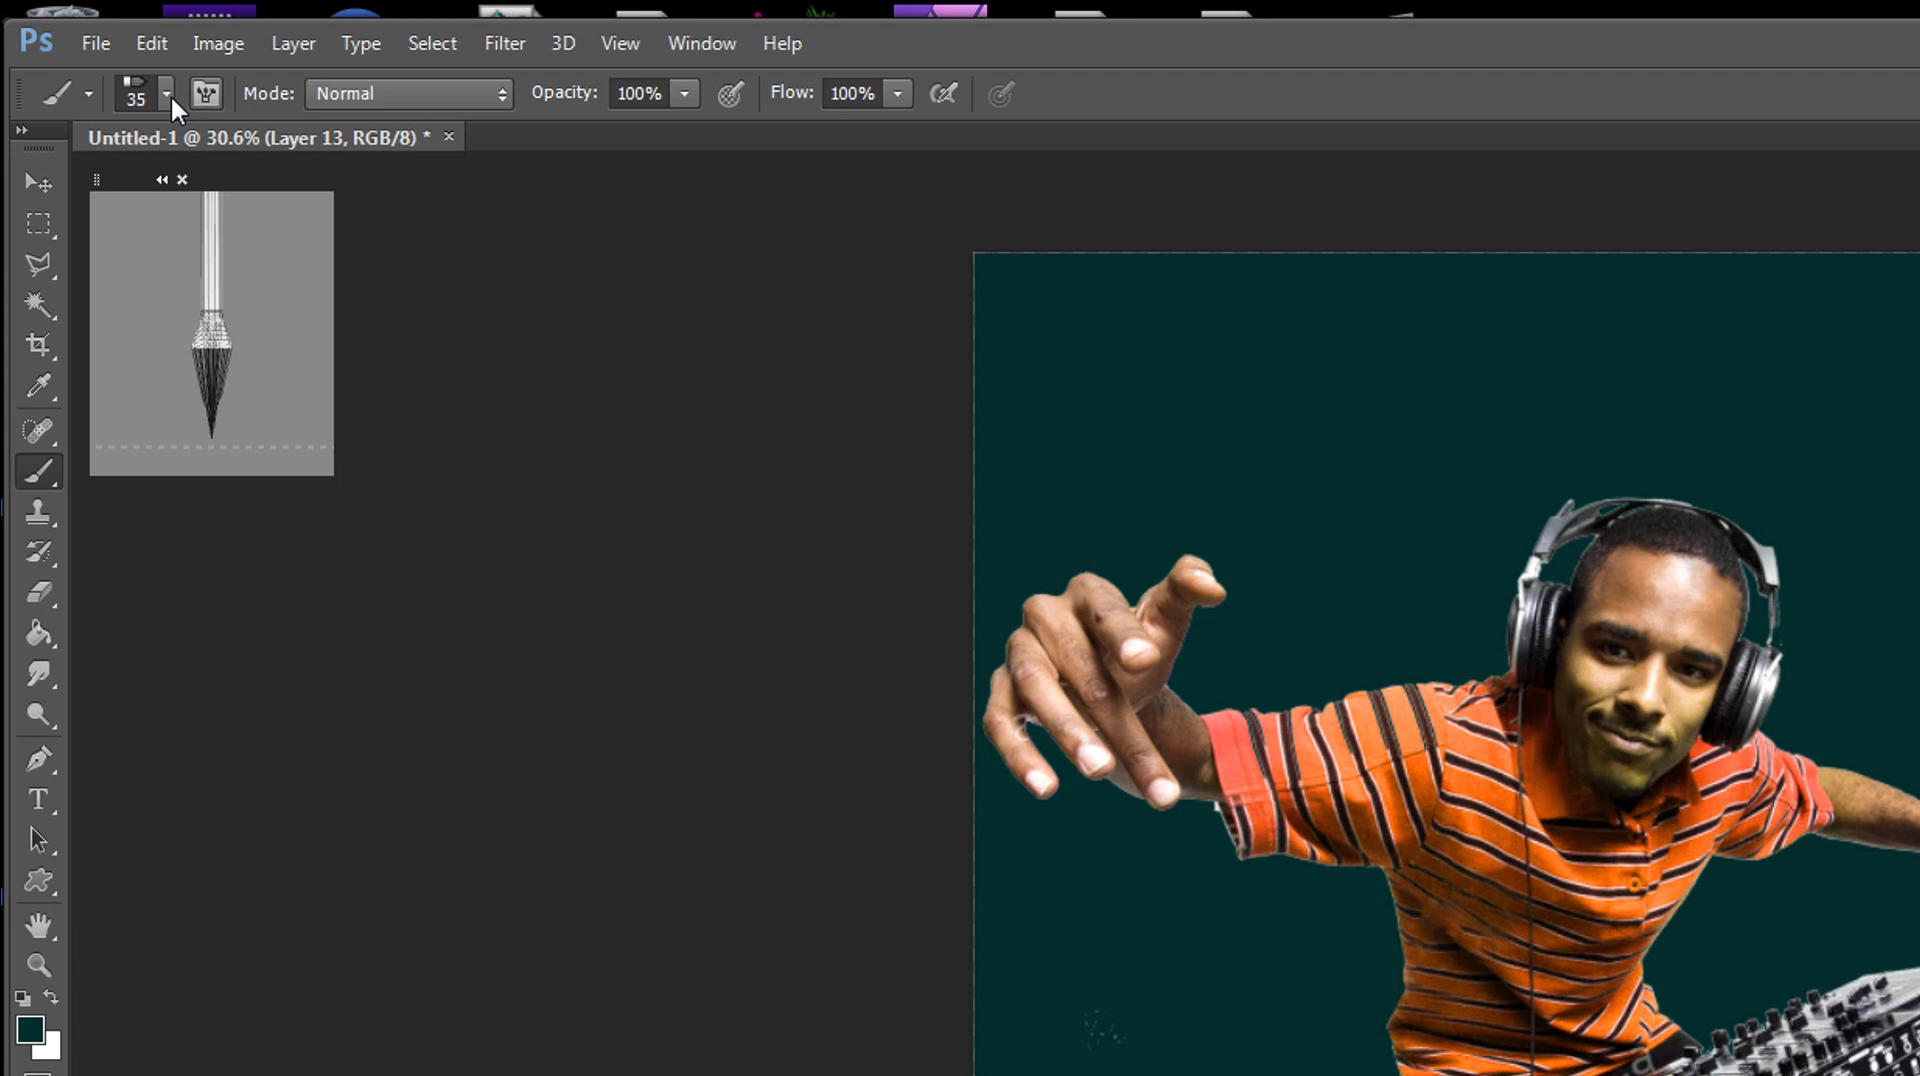 Ps File Edit Image Layer Type Select Filter 3D View Window Help
35 Mode: Normal Opacity: 100% Flow: 100%
Untitled-1 @ 30.6% (Layer 13, RGB/8) *